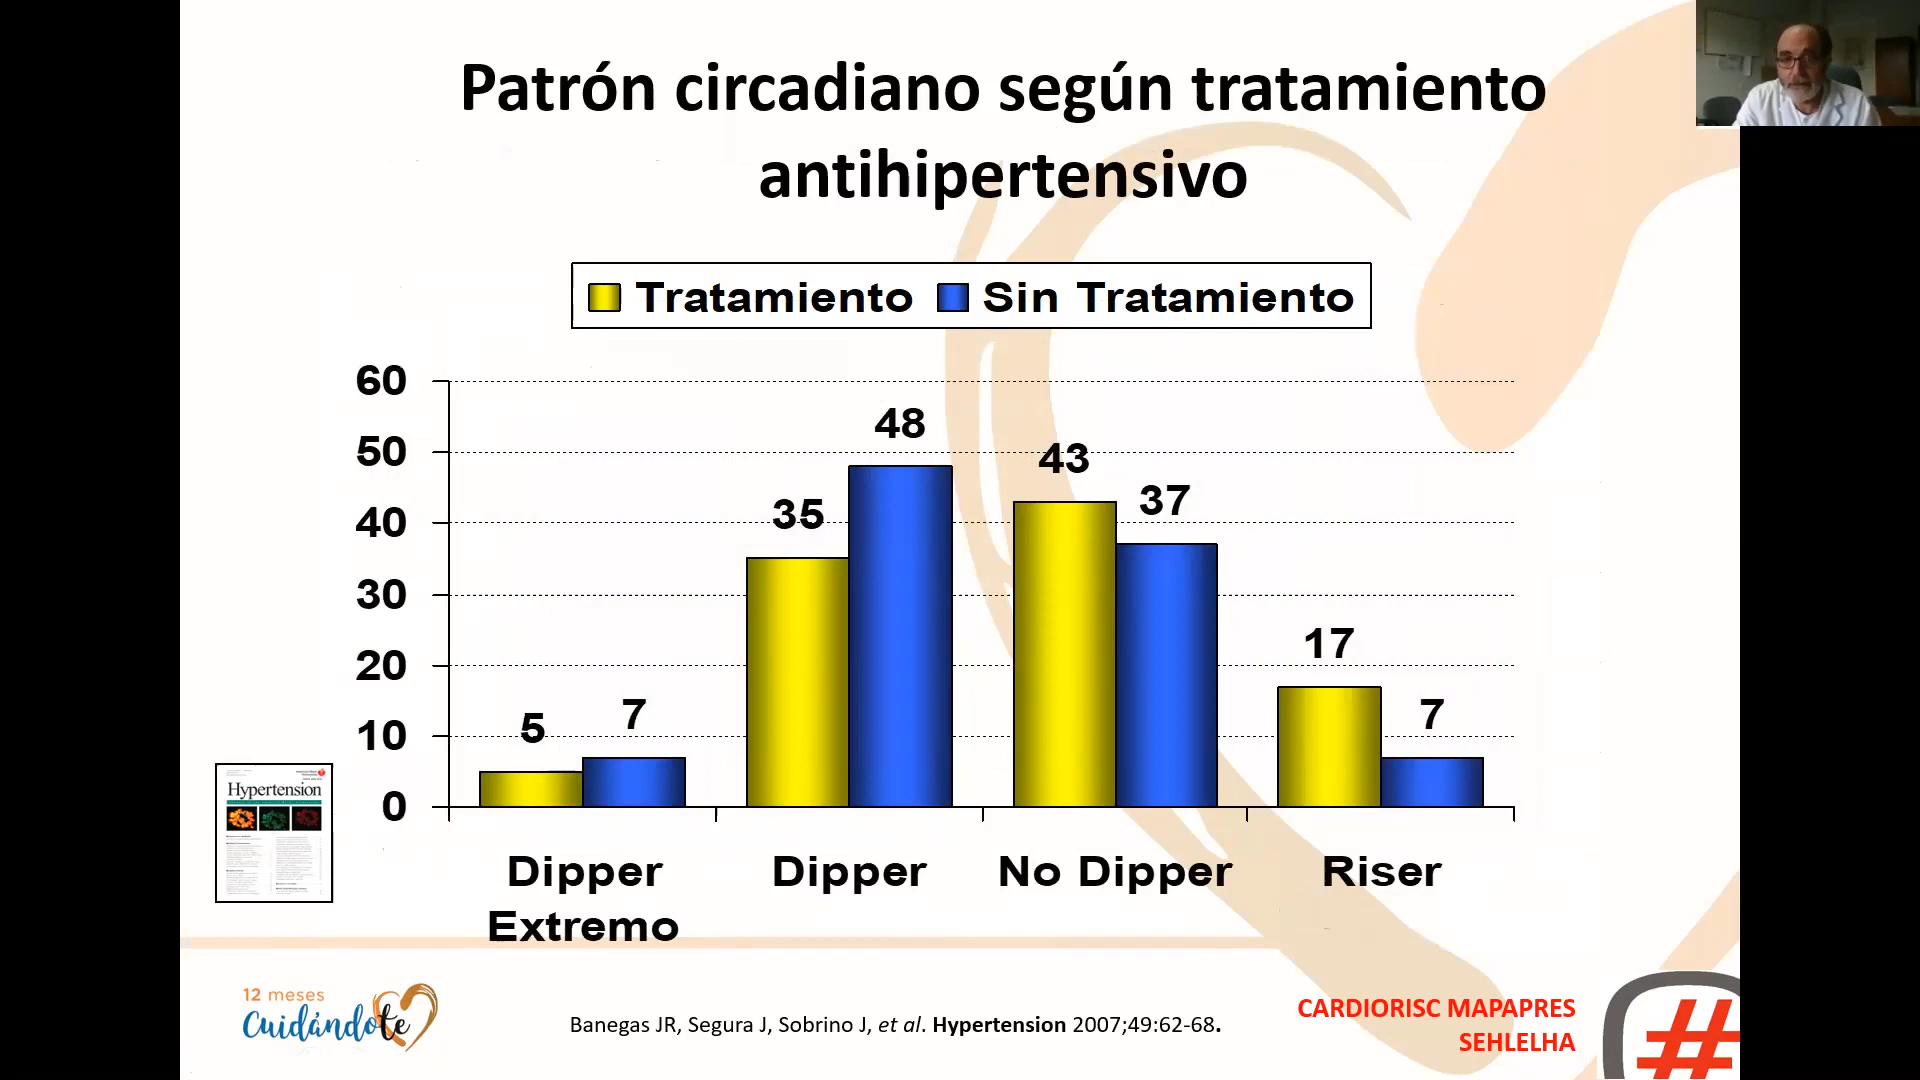 Patrón circadiano según tratamiento
antihipertensivo
Tratamiento Sin Tratamiento
60
50
40
30
20
10
0
5
7
35
48
43
37
17
7
Dipper
Extremo
Dipper
No Dipper
Riser
Hypertension
12 meses
Cuidándote
Banegas JR, Segura J, Sobrino J, et al. Hypertension 2007;49:62-68.
CARDIORISC MAPAPRES
SEHLELHA
#